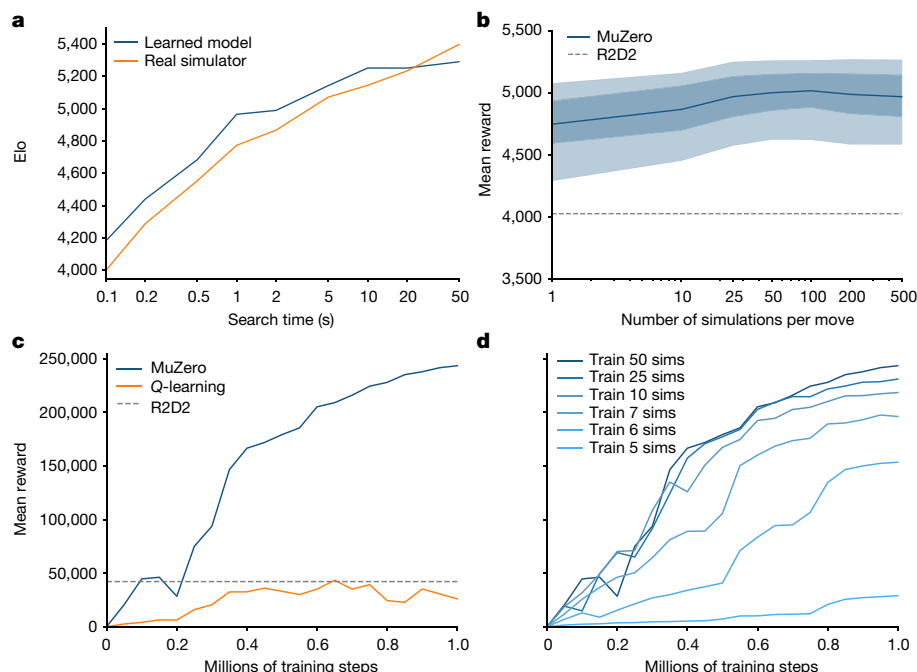 a
5,400
5,200
5,000
4,800
4,600
4,400
4,200
4,000
Elo
Learned model
Real simulator
0.1 0.2 0.5 1 2 5 10 20 50
Search time (s)
b
5,500
5,000
4,500
4,000
3,500
Mean reward
MuZero
R2D2
1 10 25 50 100 200 500
Number of simulations per move
c
250,000
200,000
150,000
100,000
50,000
0
Mean reward
MuZero
Q-learning
R2D2
0 0.2 0.4 0.6 0.8 1.0
Millions of training steps
d
Train 50 sims
Train 25 sims
Train 10 sims
Train 7 sims
Train 6 sims
Train 5 sims
0 0.2 0.4 0.6 0.8 1.0
Millions of training steps